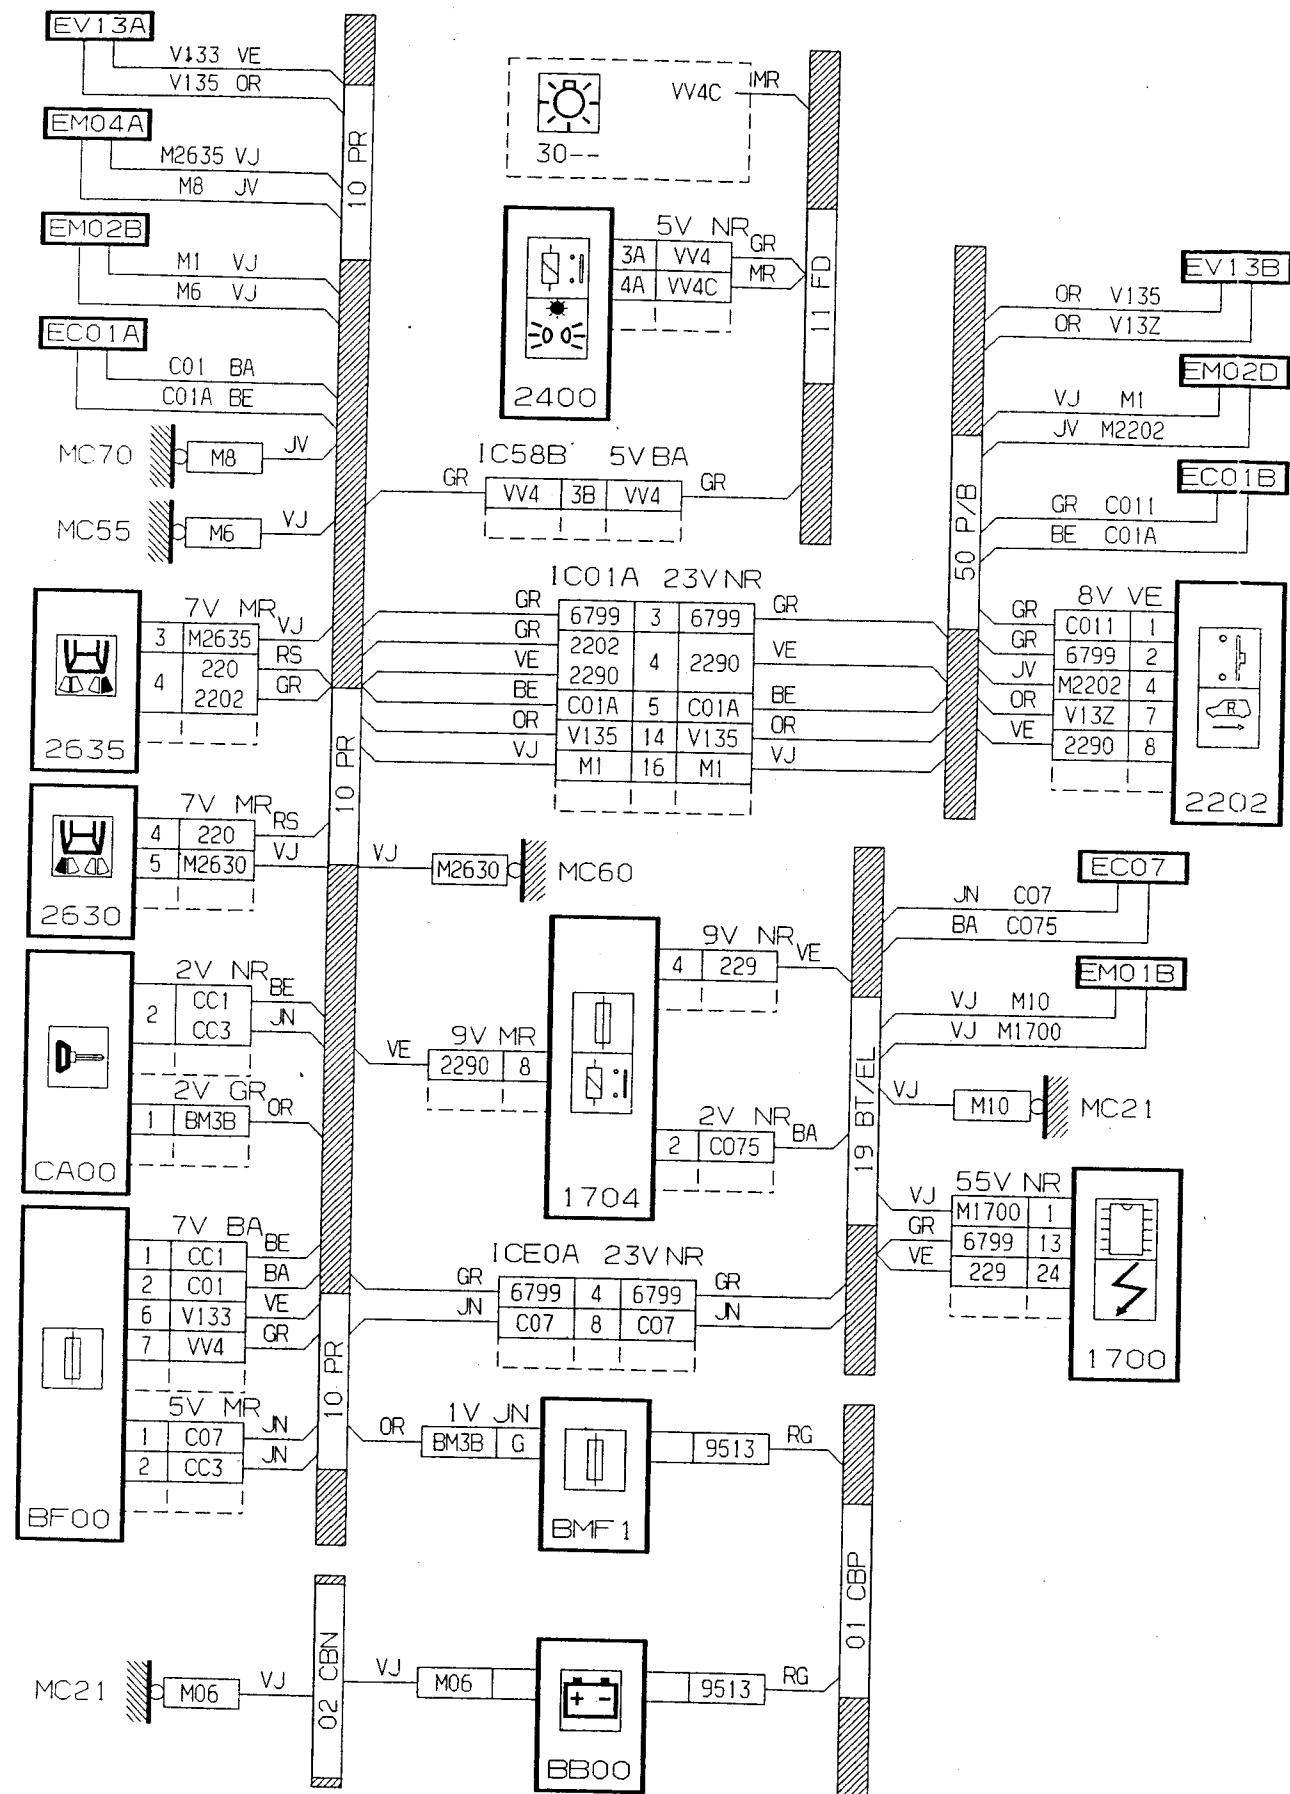 EV13A
V133 VE
V135 OR
EM04A
M2635 VJ
M8 JV
EM02B
M1 VJ
M6 VJ
EC01A
C01 BA
C01A BE
MC70 M8 JV
MC55 M6 VJ
10 PR
VV4C MR
30--
5V NR
3A VV4 GR
4A VV4C MR
2400
11 FD
IC58B 5V BA
GR VV4 3B VV4 GR
EV13B
OR V135
OR V13Z
EM02D
VJ M1
JV M2202
EC01B
GR C011
BE C01A
50 P/B
IC01A 23V NR
GR 6799 3 6799 GR
GR 2202
4 2290 VE
VE 2290
BE C01A 5 C01A BE
OR V135 14 V135 OR
VJ M1 16 M1 VJ
8V VE
GR C011 1
GR 6799 2
JV M2202 4
OR V13Z 7
VE 2290 8
2202
7V MR
3 M2635 VJ
4 220 RS
2202 GR
2635
10 PR
7V MR
4 220 RS
5 M2630 VJ
2630
VJ M2630 MC60
EC07
JN C07
BA C075
EM01B
VJ M10
VJ M1700
VJ M10 MC21
19 BT/EL
2V NR
2 CC1 BE
CC3 JN
2V GR
1 BM3B OR
CA00
9V NR
4 229 VE
9V MR
VE 2290 8
2V NR
2 C075 BA
1704
55V NR
VJ M1700 1
GR 6799 13
VE 229 24
1700
7V BA
1 CC1 BE
2 C01 BA
6 V133 VE
7 VV4 GR
5V MR
1 C07 JN
2 CC3 JN
BF00
10 PR
ICE0A 23V NR
GR 6799 4 6799 GR
JN C07 8 C07 JN
1V JN
OR BM3B G
9513 RG
BMF1
01 CBP
MC21 M06 VJ
02 CBN
VJ M06
9513 RG
+ -
BB00
R